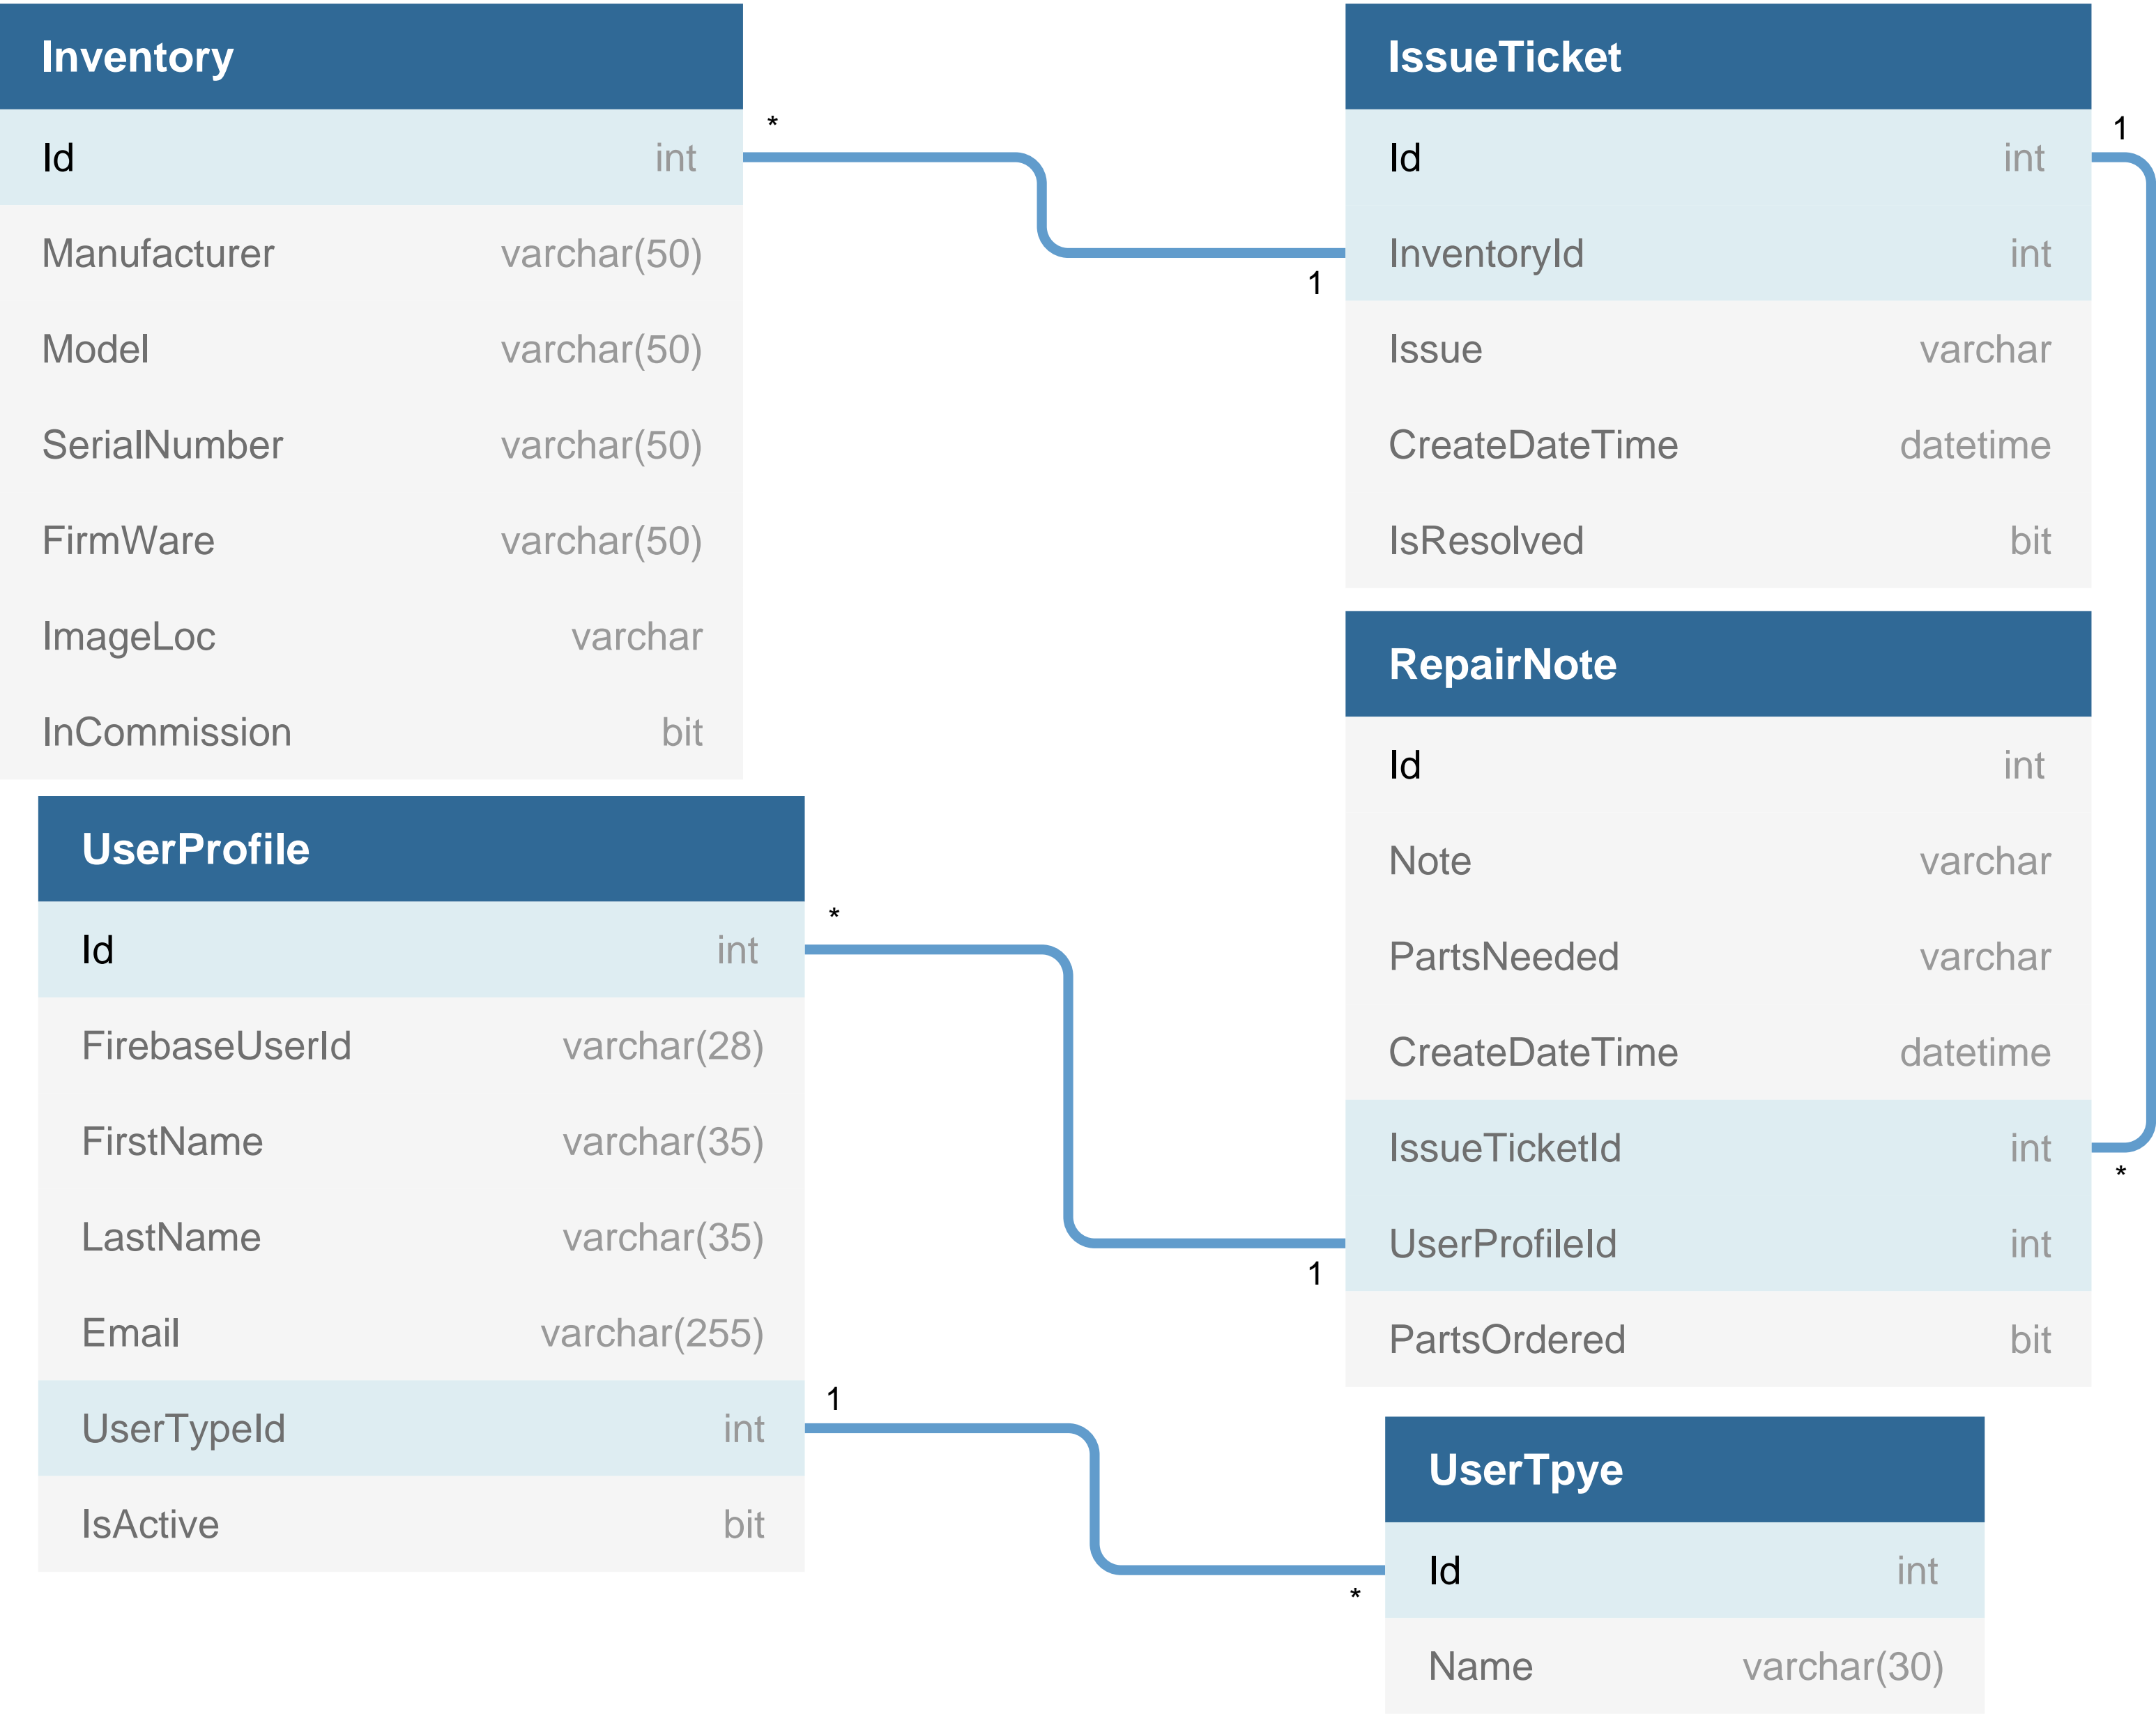 Inventory
Id int
Manufacturer varchar(50)
Model varchar(50)
SerialNumber varchar(50)
FirmWare varchar(50)
ImageLoc varchar
InCommission bit
*
1
IssueTicket
Id int
InventoryId int
Issue varchar
CreateDateTime datetime
IsResolved bit
1
*
RepairNote
Id int
Note varchar
PartsNeeded varchar
CreateDateTime datetime
IssueTicketId int
UserProfileId int
PartsOrdered bit
UserProfile
Id int
FirebaseUserId varchar(28)
FirstName varchar(35)
LastName varchar(35)
Email varchar(255)
UserTypeId int
IsActive bit
*
1
1
*
UserTpye
Id int
Name varchar(30)